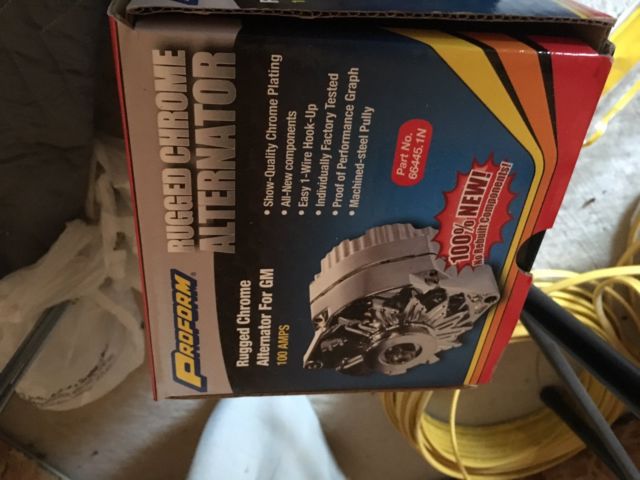 PROFORM
RUGGED CHROME
ALTERNATOR
Rugged Chrome
Alternator For GM
100 AMPS
• Show-Quality Chrome Plating
• All-New components
• Easy 1-Wire Hook-Up
• Individually Factory Tested
• Proof of Performance Graph
• Machined-steel Pully
Part No.
66445.1N
100% NEW!
No Rebuilt Components!